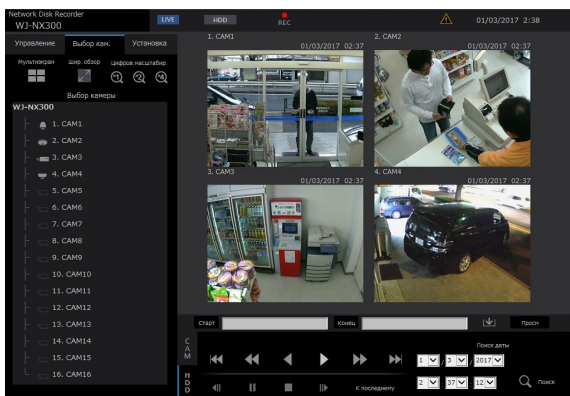 Network Disk Recorder
WJ-NX300
LIVE
HDD
REC
01/03/2017 2:38
Управление
Выбор кам.
Установка
Мультиэкран
Шир. обзор
Цифров.насштабир.
Выбор камеры
WJ-NX300
1. CAM1
2. CAM2
3. CAM3
4. CAM4
5. CAM5
6. CAM6
7. CAM7
8. CAM8
9. CAM9
10. CAM10
11. CAM11
12. CAM12
13. CAM13
14. CAM14
15. CAM15
16. CAM16
1. CAM1
01/03/2017 02:37
2. CAM2
01/03/2017 02:37
3. CAM3
01/03/2017 02:37
4. CAM4
01/03/2017 02:37
Старт
Конец
Просм
CAM
HDD
К последнему
Поиск даты
1 / 3 / 2017
2 : 37 : 12
Поиск